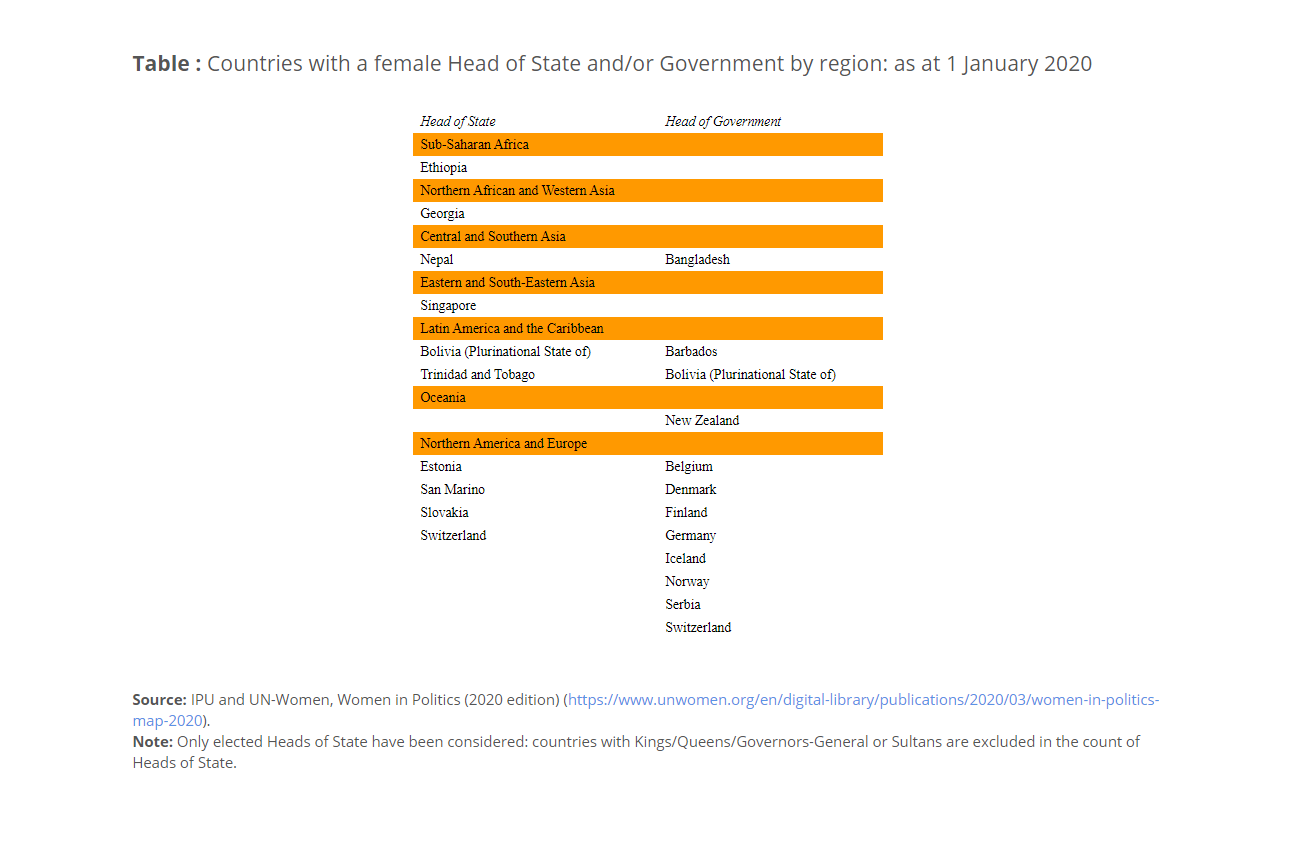 Table : Countries with a female Head of State and/or Government by region: as at 1 January 2020
Head of State Head of Government
Sub-Saharan Africa
Ethiopia
Northern African and Western Asia
Georgia
Central and Southern Asia
Nepal Bangladesh
Eastern and South-Eastern Asia
Singapore
Latin America and the Caribbean
Bolivia (Plurinational State of) Barbados
Trinidad and Tobago Bolivia (Plurinational State of)
Oceania
New Zealand
Northern America and Europe
Estonia Belgium
San Marino Denmark
Slovakia Finland
Switzerland Germany
Iceland
Norway
Serbia
Switzerland
Source: IPU and UN-Women, Women in Politics (2020 edition) (https://www.unwomen.org/en/digital-library/publications/2020/03/women-in-politics-
map-2020).
Note: Only elected Heads of State have been considered: countries with Kings/Queens/Governors-General or Sultans are excluded in the count of
Heads of State.